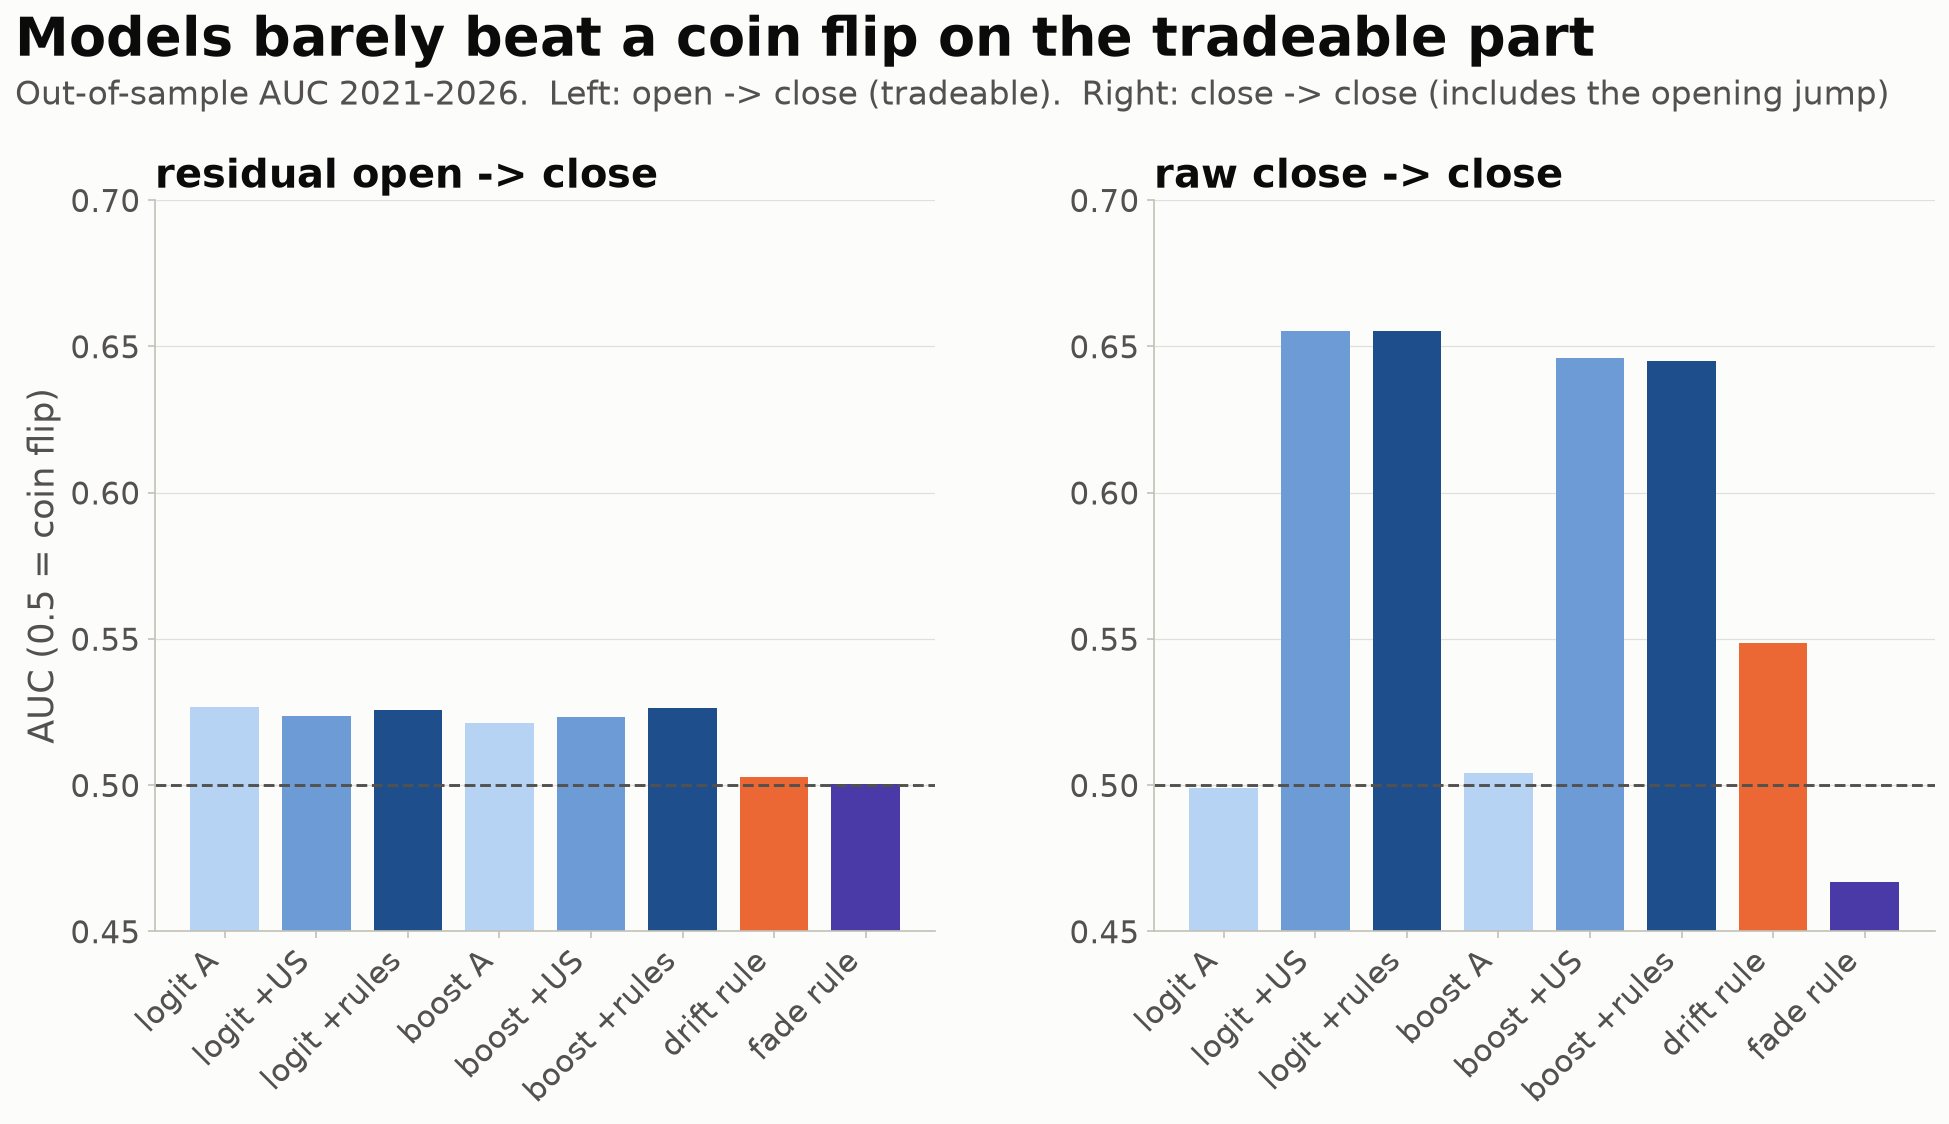 Models barely beat a coin flip on the tradeable part
Out-of-sample AUC 2021-2026.  Left: open -> close (tradeable).  Right: close -> close (includes the opening jump)
residual open -> close
AUC (0.5 = coin flip)
0.70
0.65
0.60
0.55
0.50
0.45
logit A
logit +US
logit +rules
boost A
boost +US
boost +rules
drift rule
fade rule
raw close -> close
0.70
0.65
0.60
0.55
0.50
0.45
logit A
logit +US
logit +rules
boost A
boost +US
boost +rules
drift rule
fade rule